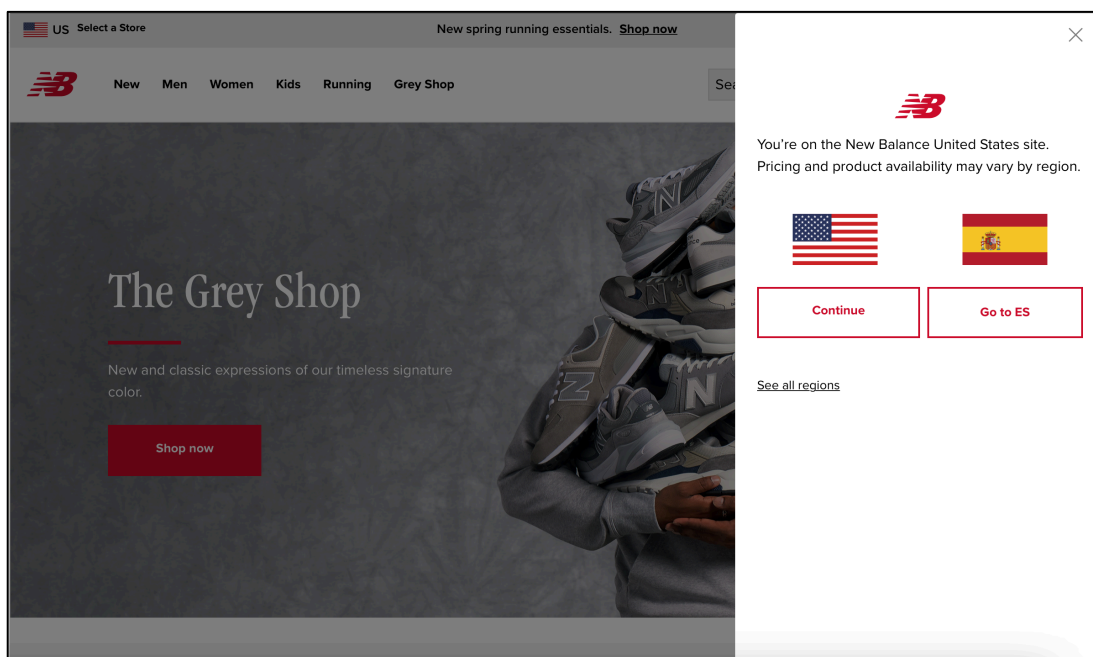 US Select a Store
New spring running essentials. Shop now
New Men Women Kids Running Grey Shop
The Grey Shop
New and classic expressions of our timeless signature
color.
Shop now
NB
You're on the New Balance United States site.
Pricing and product availability may vary by region.
Continue
Go to ES
See all regions